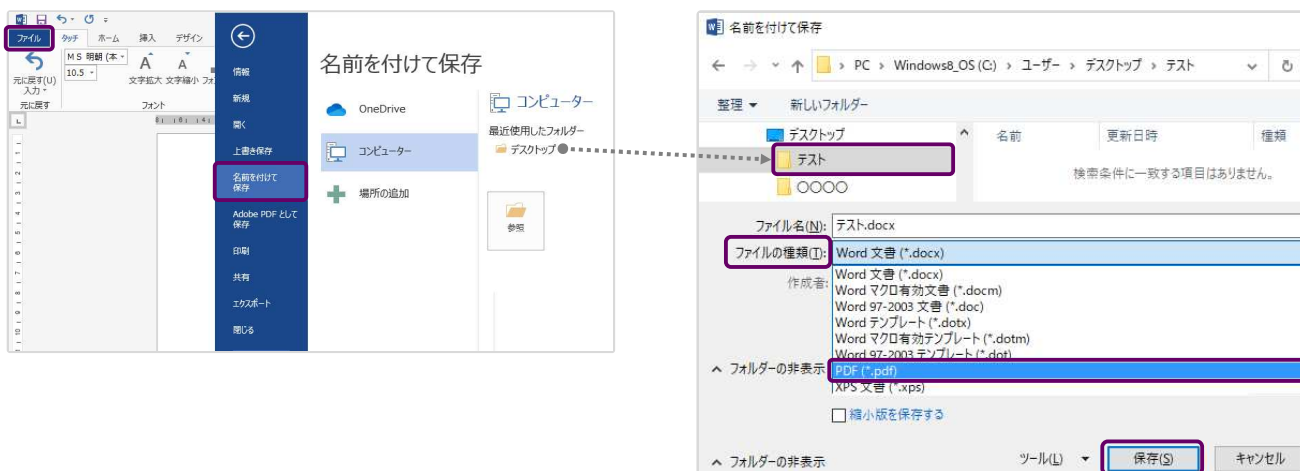 ファイル タッチ ホーム 挿入 デザイン
MS 明朝 (本
10.5
A A
元に戻す(U) 文字拡大 文字縮小 フォ
入力
元に戻す フォント
情報
新規
開く
上書き保存
名前を付けて
保存
Adobe PDF として
保存
印刷
共有
エクスポート
閉じる
名前を付けて保存
OneDrive
コンピューター
場所の追加
コンピューター
最近使用したフォルダー
デスクトップ
参照
名前を付けて保存
PC › Windows8_OS (C:) › ユーザー › デスクトップ › テスト
整理 新しいフォルダー
デスクトップ
テスト
〇〇〇〇
名前 更新日時 種類
検索条件に一致する項目はありません。
ファイル名(N): テスト.docx
ファイルの種類(T): Word 文書 (*.docx)
作成者:
Word 文書 (*.docx)
Word マクロ有効文書 (*.docm)
Word 97-2003 文書 (*.doc)
Word テンプレート (*.dotx)
Word マクロ有効テンプレート (*.dotm)
Word 97-2003 テンプレート (*.dot)
フォルダーの非表示 PDF (*.pdf)
XPS 文書 (*.xps)
縮小版を保存する
フォルダーの非表示 ツール(L) 保存(S) キャンセル